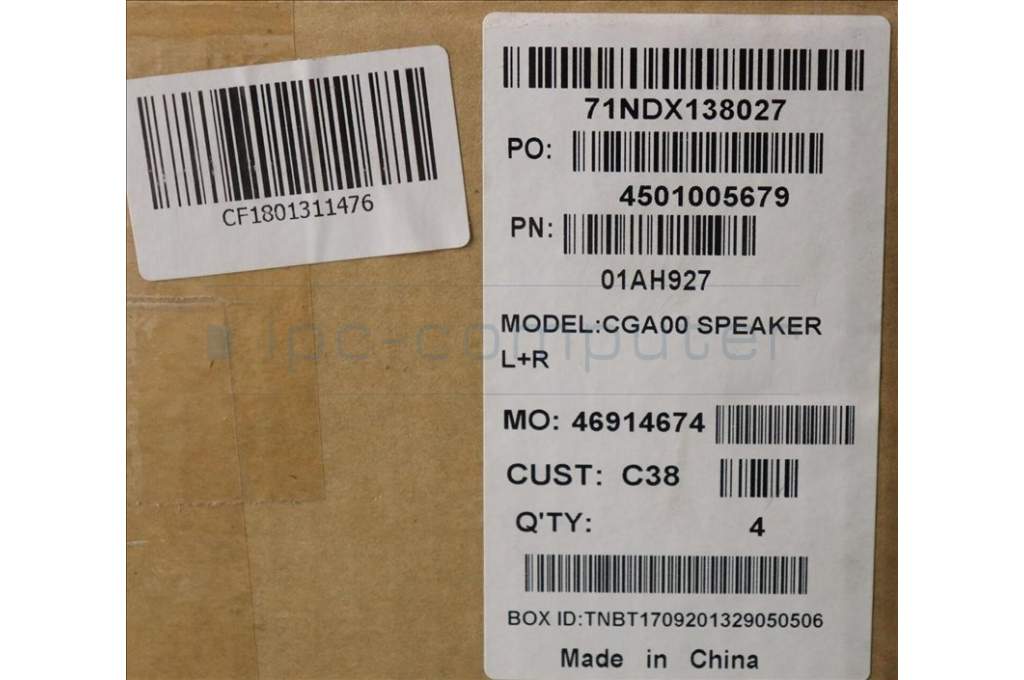 CF1801311476
71NDX138027
PO:
4501005679
PN:
01AH927
MODEL:CGA00 SPEAKER
L+R
ipc-computer
MO: 46914674
CUST: C38
Q'TY: 4
BOX ID:TNBT1709201329050506
Made in China